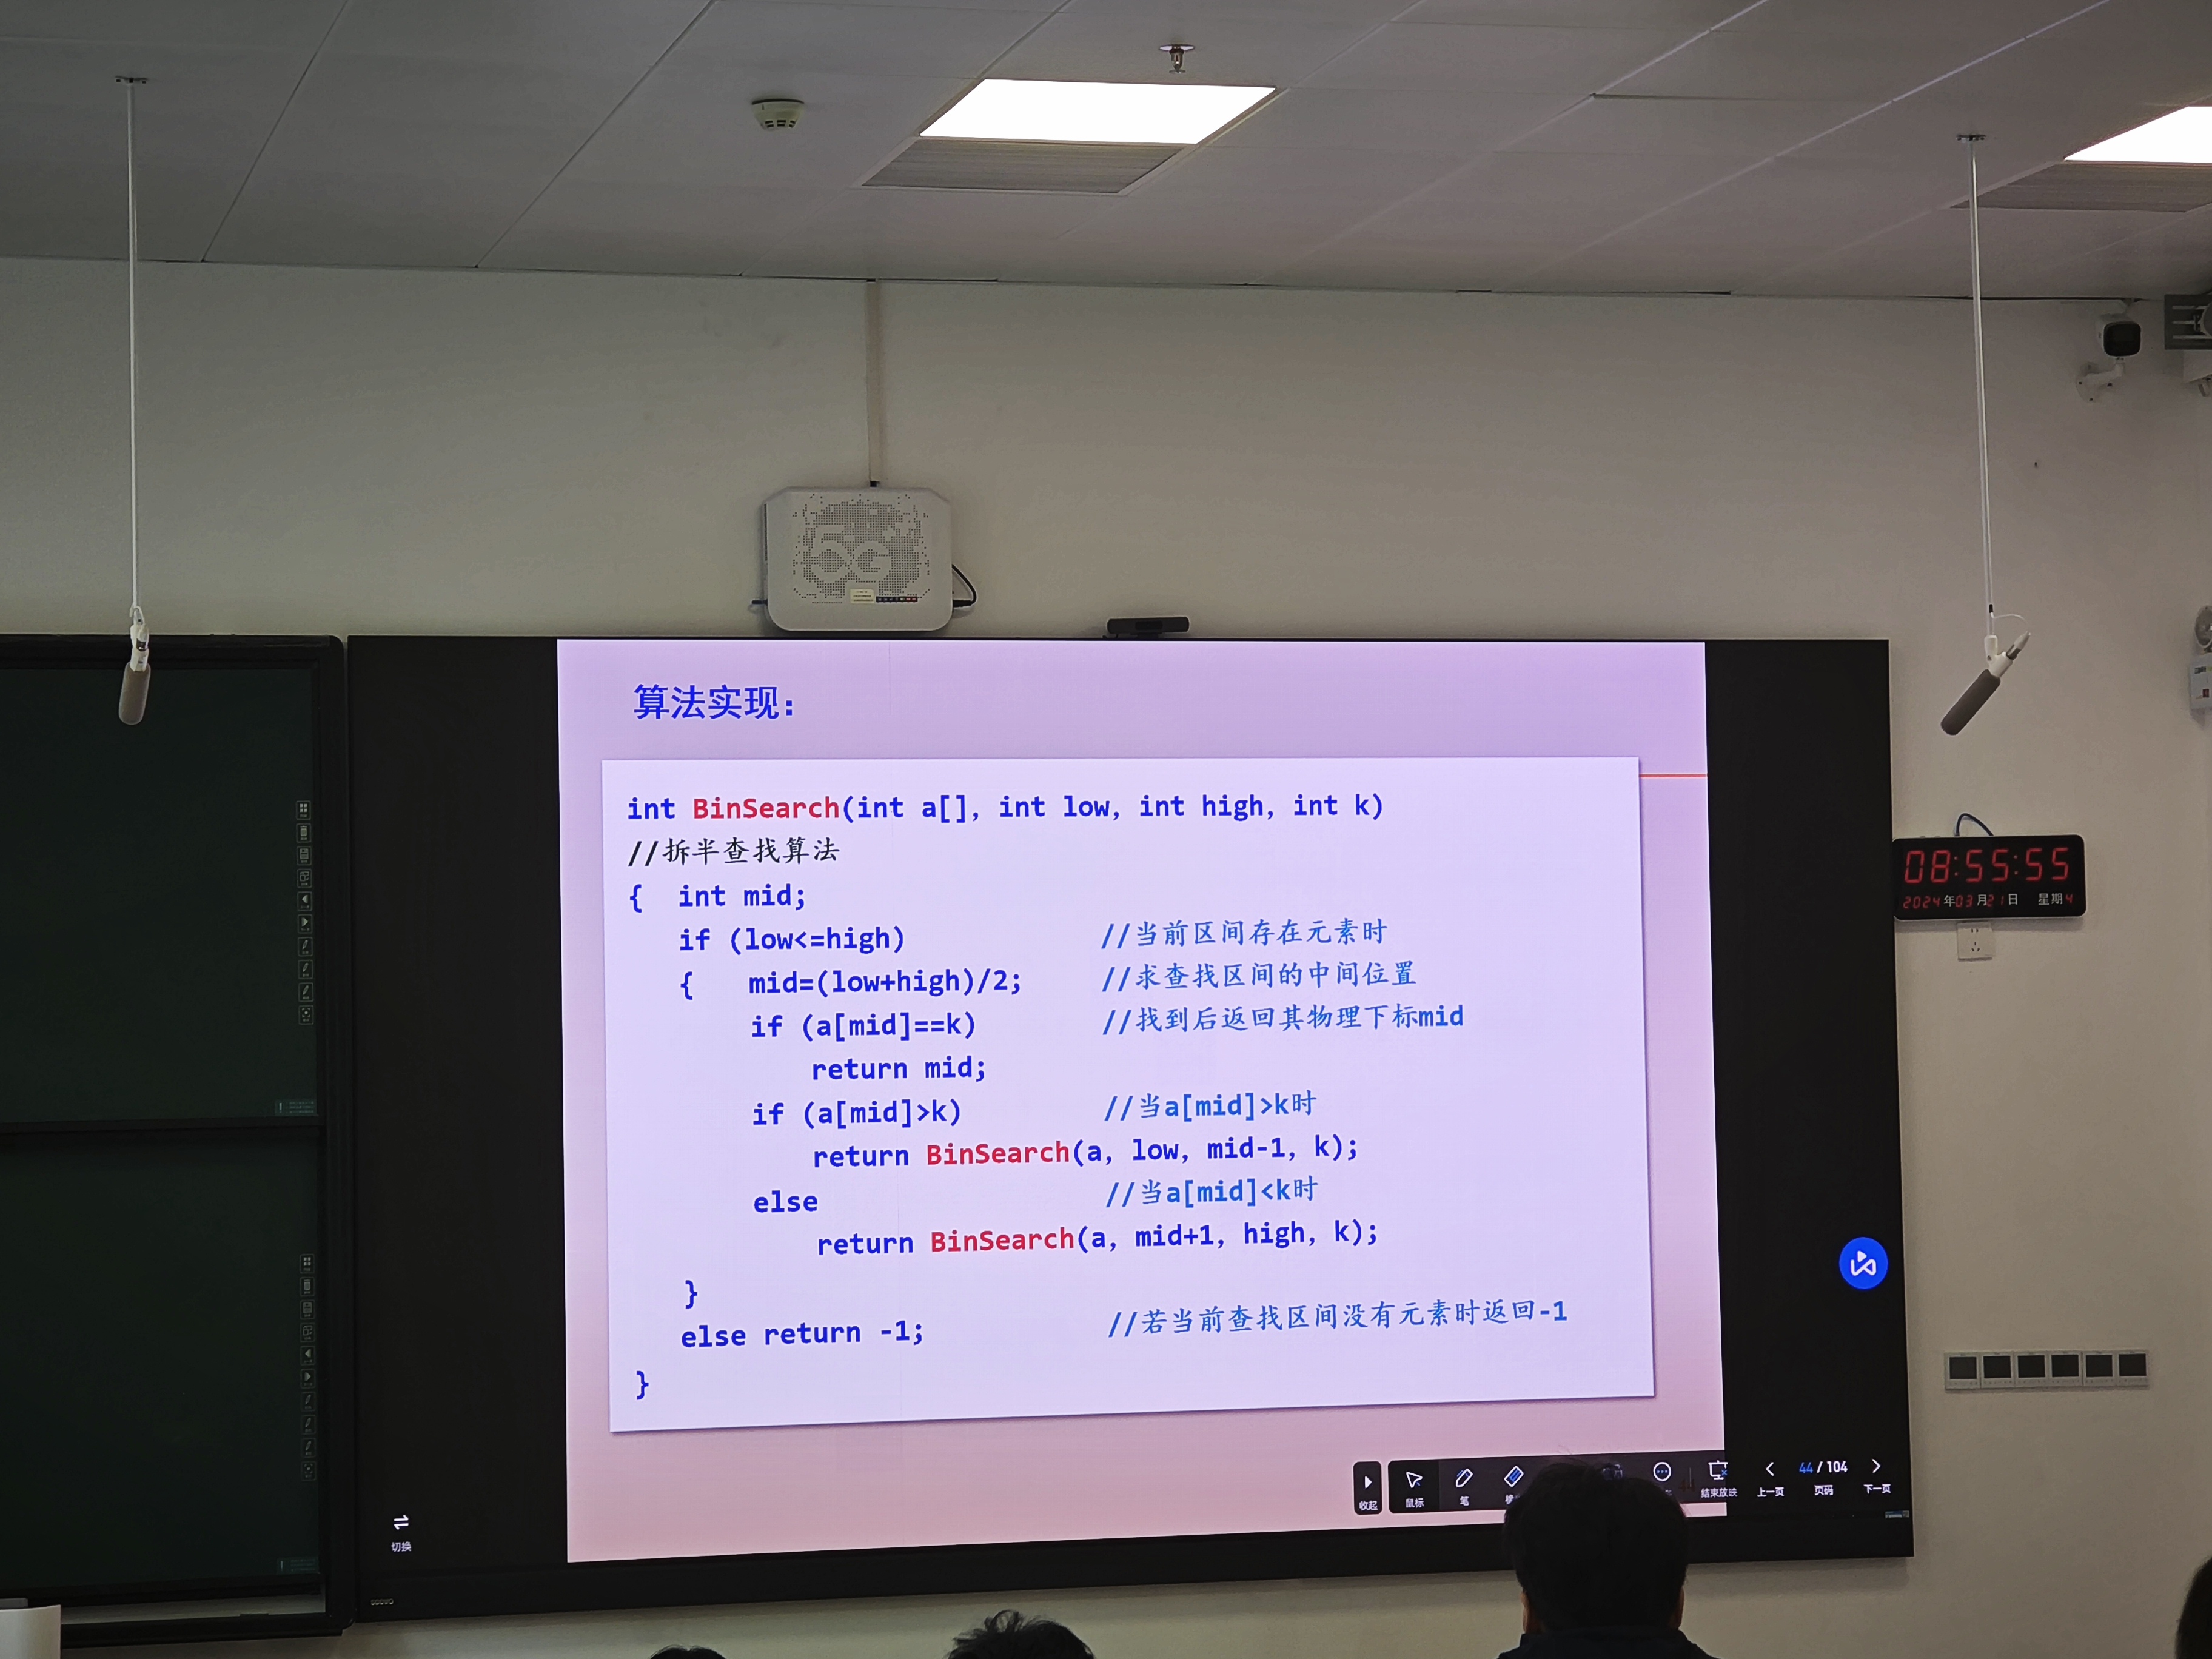 5G
算法实现：
int BinSearch(int a[], int low, int high, int k)
//拆半查找算法
{ int mid;
if (low<=high) //当前区间存在元素时
{ mid=(low+high)/2; //求查找区间的中间位置
if (a[mid]==k) //找到后返回其物理下标mid
return mid;
if (a[mid]>k) //当a[mid]>k时
return BinSearch(a, low, mid-1, k);
else //当a[mid]<k时
return BinSearch(a, mid+1, high, k);
}
else return -1; //若当前查找区间没有元素时返回-1
}
08:55:55
2024年03月21日 星期4
收起 鼠标 笔 结束放映 上一页 44 / 104 页码 下一页
切换
seewo